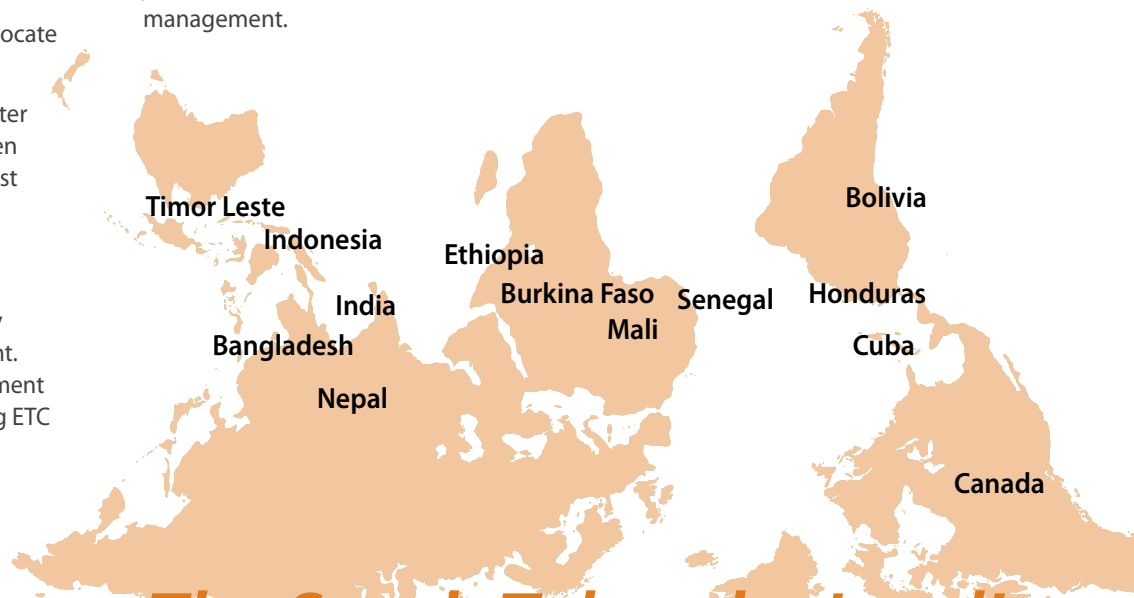 ocate
ter
en
st
nt.
ment
g ETC
management.
Timor Leste
Indonesia
Ethiopia
India
Burkina Faso
Senegal
Mali
Bangladesh
Nepal
Bolivia
Honduras
Cuba
Canada